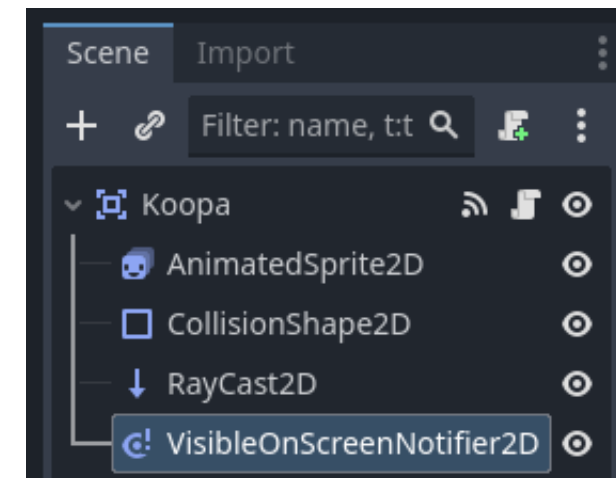 Scene Import
Filter: name, t:t
Koopa
AnimatedSprite2D
CollisionShape2D
RayCast2D
VisibleOnScreenNotifier2D